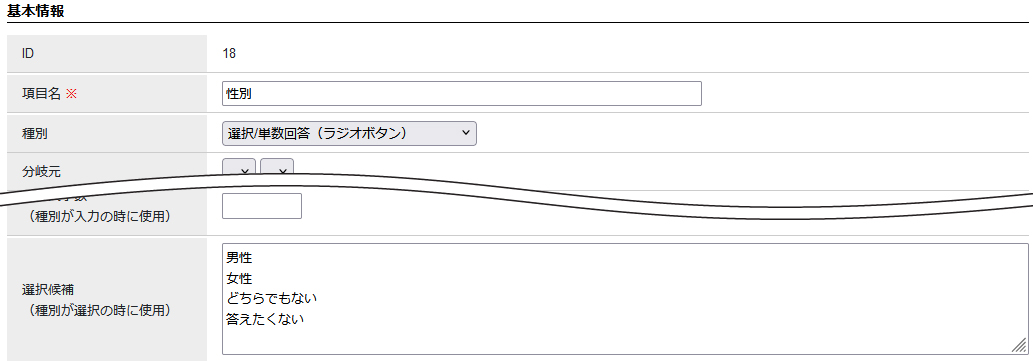 基本情報
ID 18
項目名 ※ 性別
種別 選択/単数回答（ラジオボタン）
分岐元
（種別が入力の時に使用）
選択候補
（種別が選択の時に使用）
男性
女性
どちらでもない
答えたくない